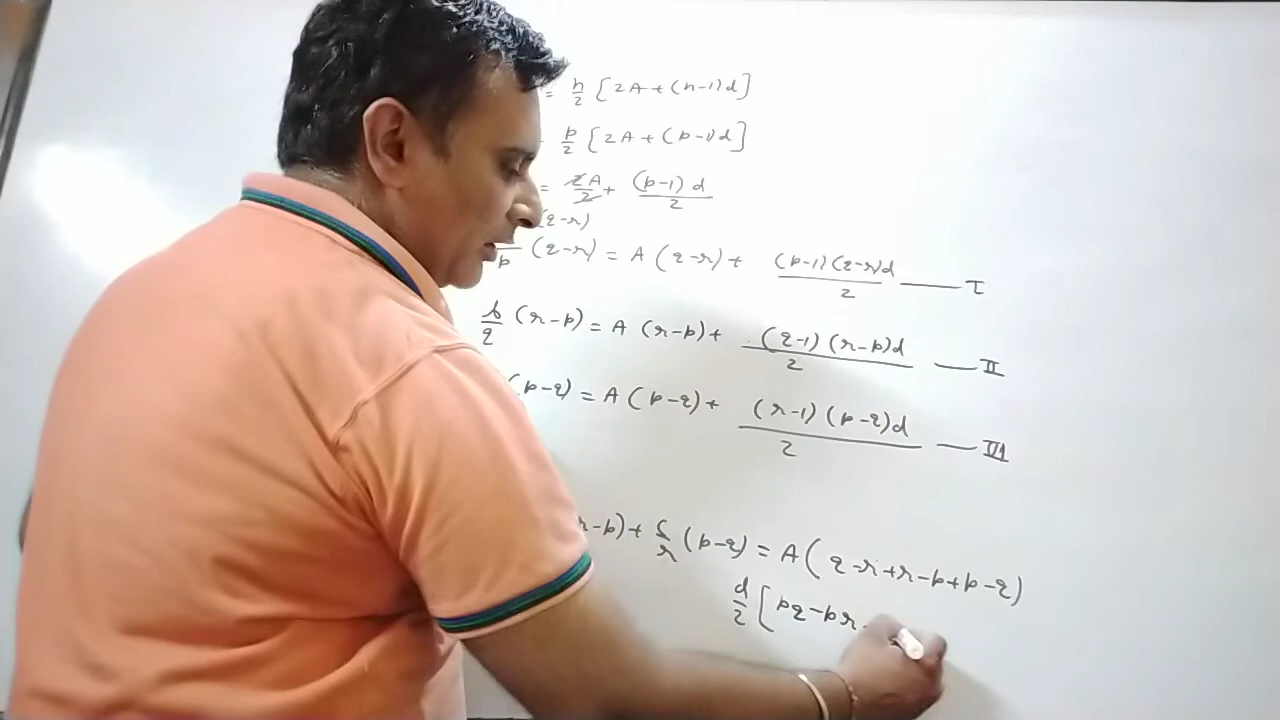 = n/2 [2A + (n-1)d]
p/2 [2A + (p-1)d]
= 2A/2 + (p-1)d/2
(q-r)
/p (q-r) = A(q-r) + (p-1)(q-r)d/2 — I
b/q (r-p) = A(r-p) + (q-1)(r-p)d/2 — II
(p-q) = A(p-q) + (r-1)(p-q)d/2 — III
r-p) + c/r (p-q) = A(q-r+r-p+p-q)
d/2 [pq-pr